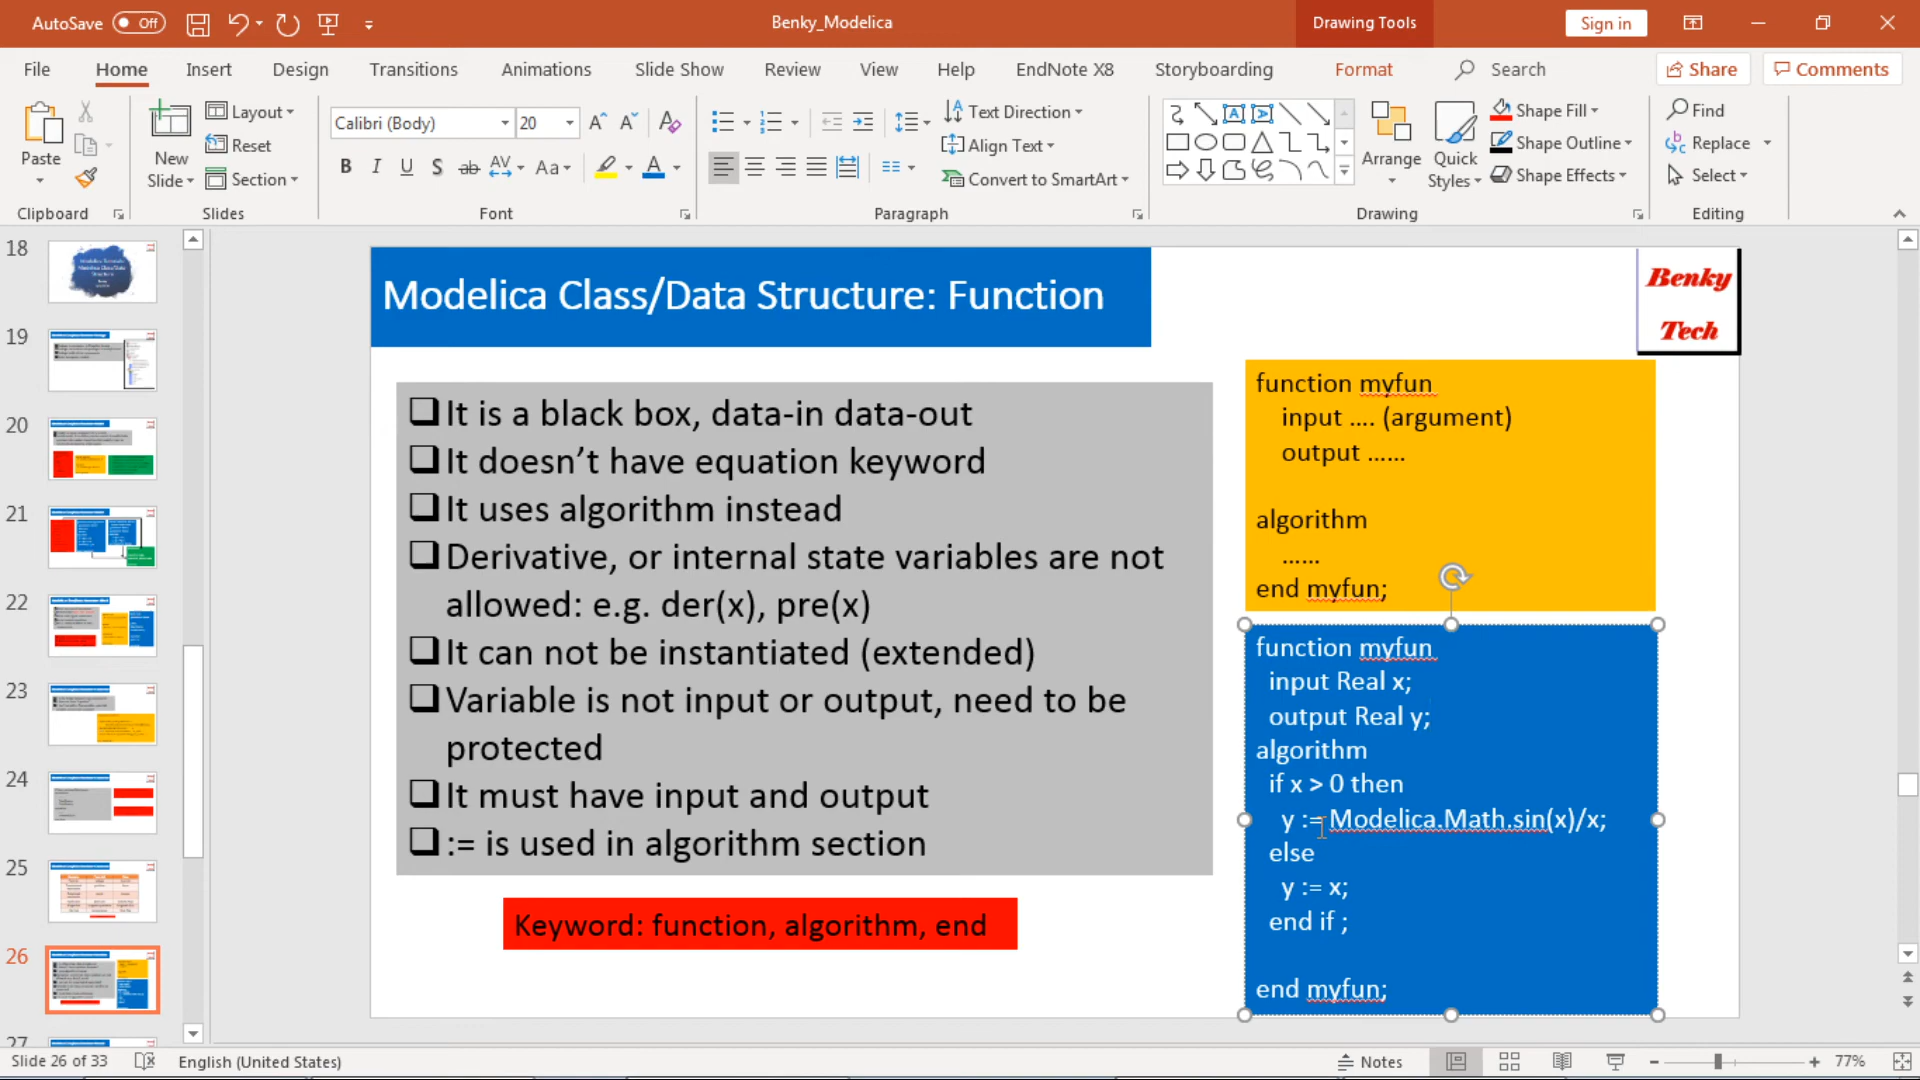 AutoSave Off
Benky_Modelica
Drawing Tools
Sign in
File Home Insert Design Transitions Animations Slide Show Review View Help EndNote X8 Storyboarding Format Search Share Comments
Paste
Clipboard
New Slide
Layout
Reset
Section
Slides
Calibri (Body) 20
Font
Text Direction
Align Text
Convert to SmartArt
Paragraph
Arrange
Quick Styles
Shape Fill
Shape Outline
Shape Effects
Drawing
Find
Replace
Select
Editing
18
19
20
21
22
23
24
25
26
27
Modelica Class/Data Structure: Function
Benky
Tech
It is a black box, data-in data-out
It doesn’t have equation keyword
It uses algorithm instead
Derivative, or internal state variables are not
allowed: e.g. der(x), pre(x)
It can not be instantiated (extended)
Variable is not input or output, need to be
protected
It must have input and output
:= is used in algorithm section
Keyword: function, algorithm, end
function myfun
input .... (argument)
output ......
algorithm
......
end myfun;
function myfun
input Real x;
output Real y;
algorithm
if x > 0 then
y := Modelica.Math.sin(x)/x;
else
y := x;
end if ;
end myfun;
Slide 26 of 33
English (United States)
Notes
77%